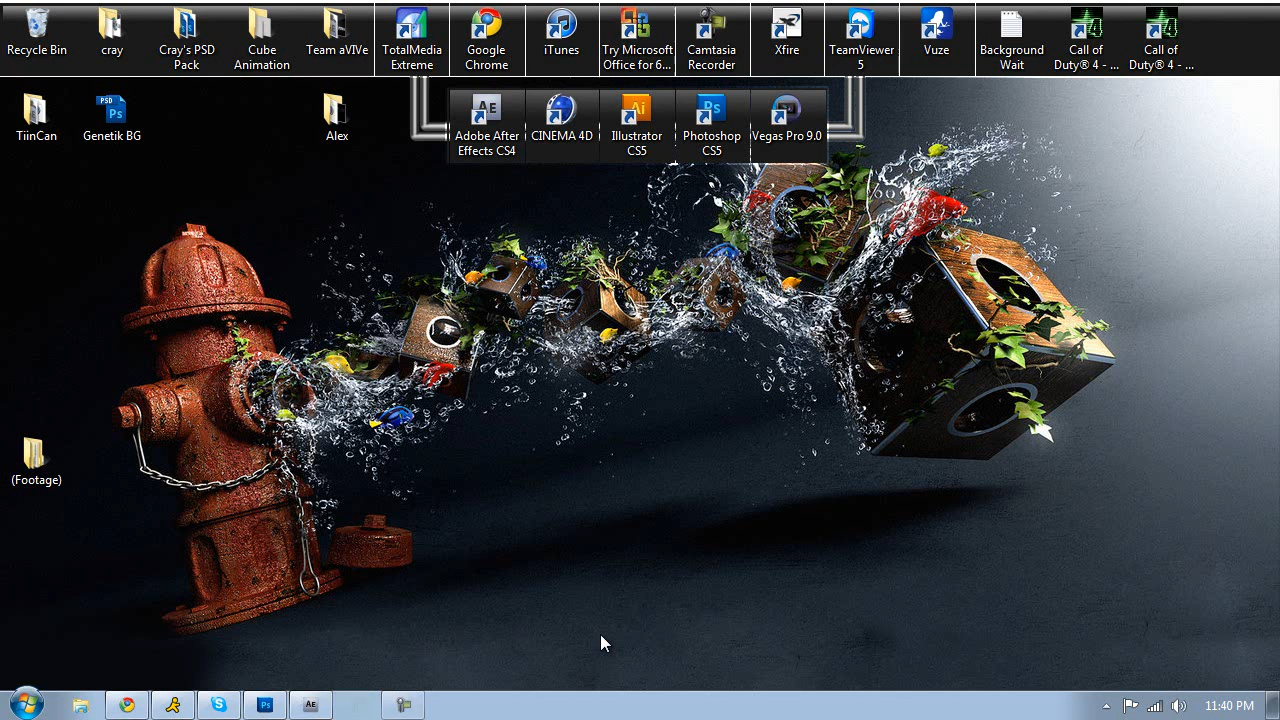 Recycle Bin
cray
Cray's PSD
Pack
Cube
Animation
Team aVIVe
TotalMedia
Extreme
Google
Chrome
iTunes
Try Microsoft
Office for 6...
Camtasia
Recorder
Xfire
TeamViewer
5
Vuze
Background
Wait
Call of
Duty® 4 - ...
Call of
Duty® 4 - ...
TiinCan
PSD
Ps
Genetik BG
Alex
AE
Adobe After
Effects CS4
CINEMA 4D
Ai
Illustrator
CS5
Ps
Photoshop
CS5
Vegas Pro 9.0
(Footage)
Ps
AE
11:40 PM